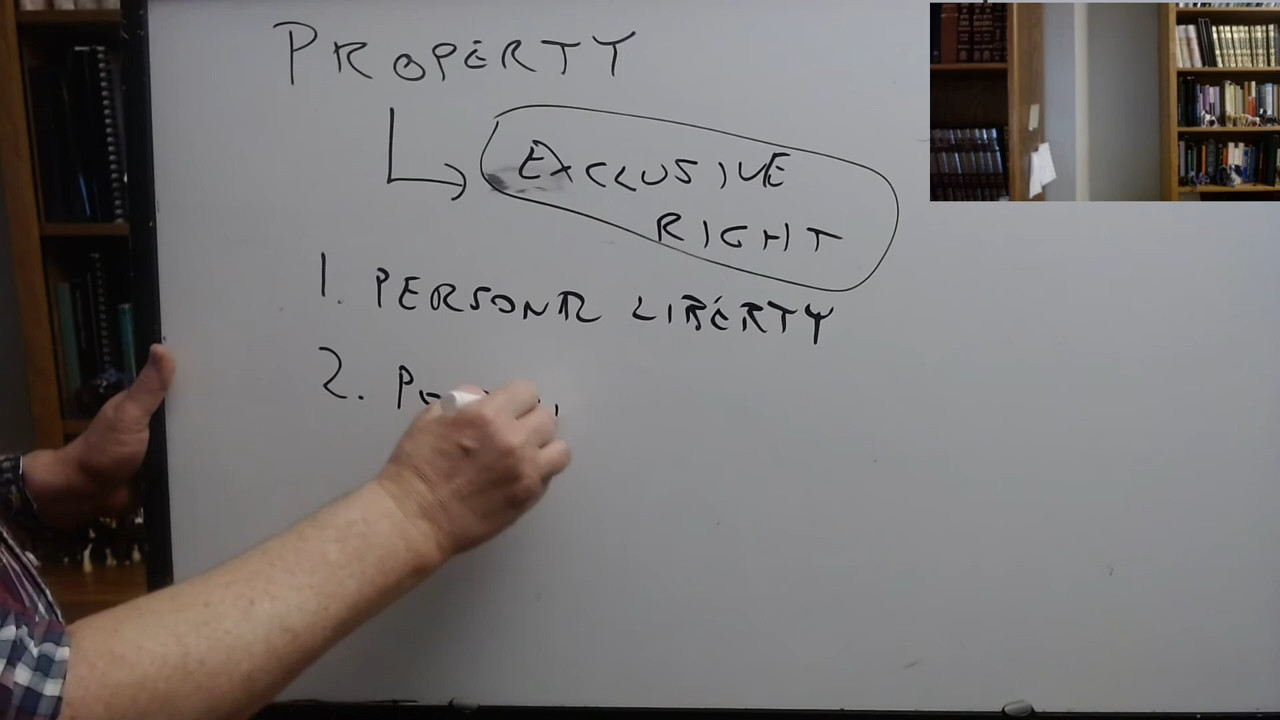 PROPERTY
EXCLUSIVE
RIGHT
1. PERSONAL LIBERTY
2.